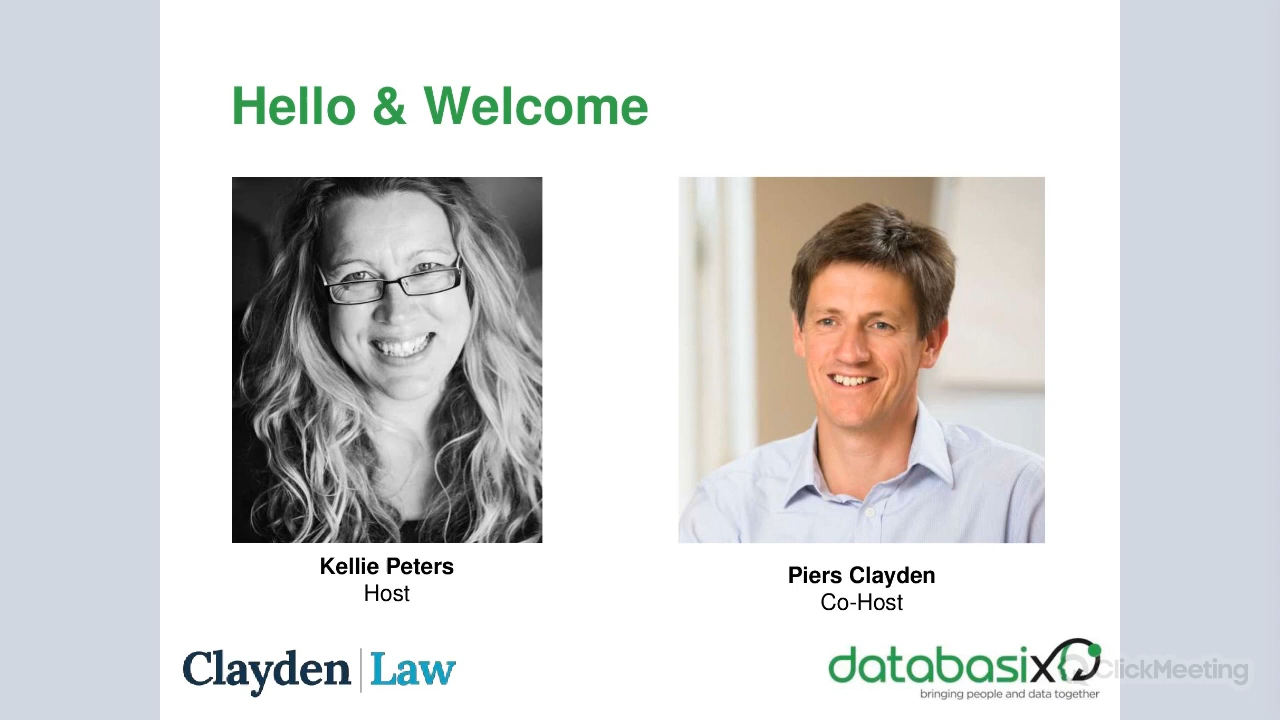 Hello & Welcome
Kellie Peters
Host
Piers Clayden
Co-Host
Clayden Law
databasix
bringing people and data together
ClickMeeting